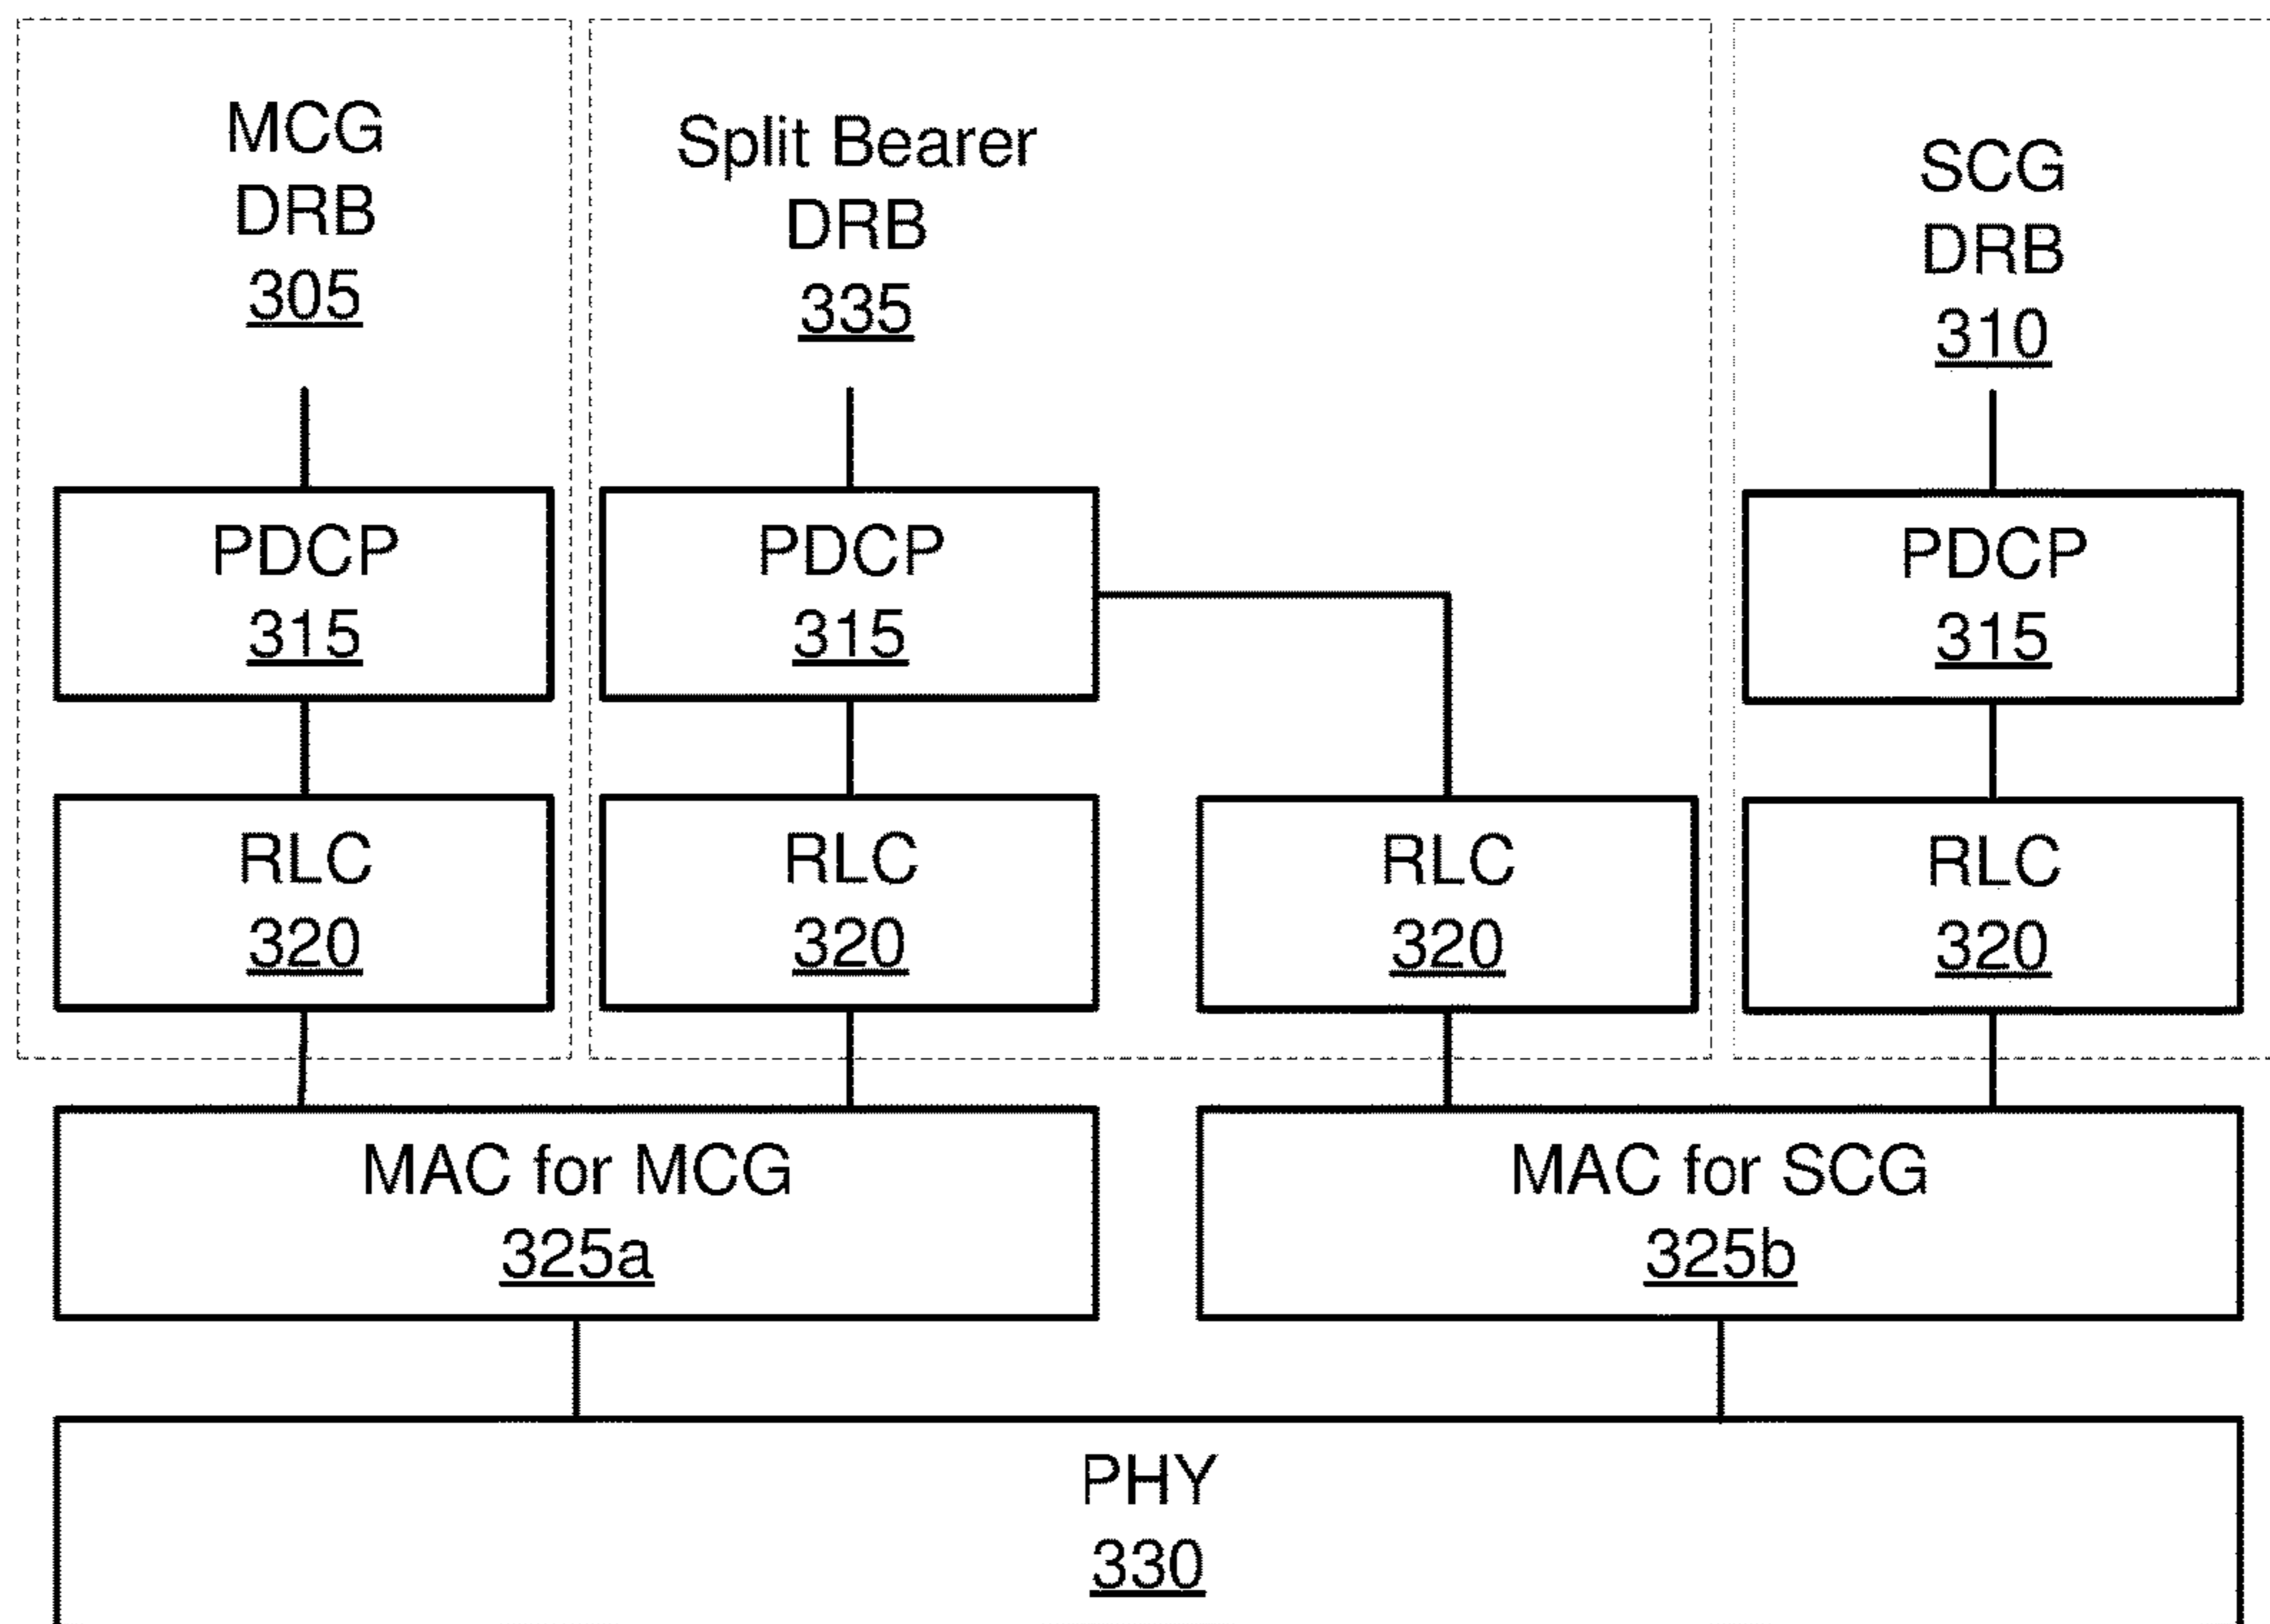 MCG
DRB
305
Split Bearer
DRB
335
SCG
DRB
310
PDCP
315
PDCP
315
PDCP
315
RLC
320
RLC
320
RLC
320
RLC
320
MAC for MCG
325a
MAC for SCG
325b
PHY
330